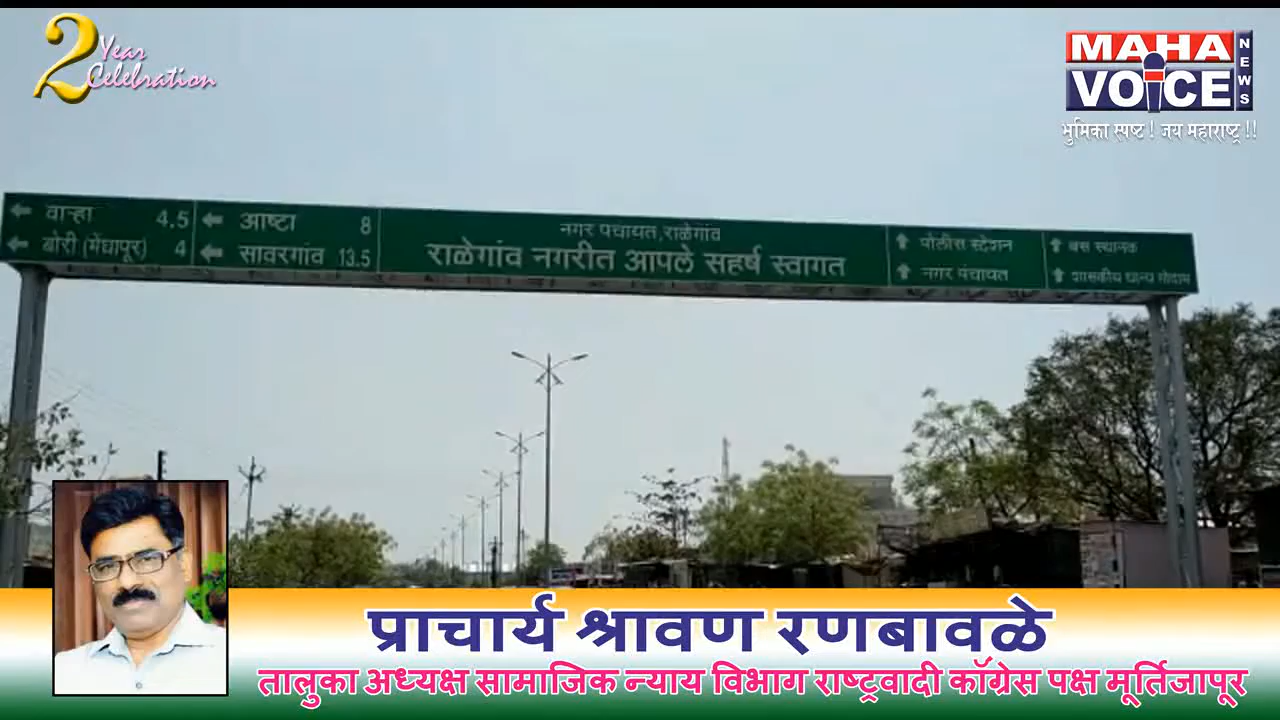 2 Year
Celebration
MAHA
VOICE
NEWS
भुमिका स्पष्ट ! जय महाराष्ट्र !!
वाऱ्हा 4.5
बोरी (मेंघापूर) 4
आष्टा 8
सावरगांव 13.5
नगर पचायत,राळेगांव
राळेगांव नगरीत आपले सहर्ष स्वागत
पोलीस स्टेशन
नगर पंचायत
बस स्थानक
शासकीय धान्य गोदाम
प्राचार्य श्रावण रणबावळे
तालुका अध्यक्ष सामाजिक न्याय विभाग राष्ट्रवादी कॉग्रेस पक्ष मूर्तिजापूर